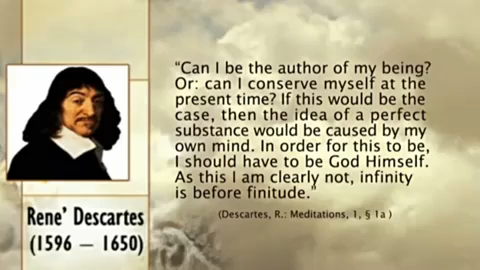 “Can I be the author of my being?
Or: can I conserve myself at the
present time? If this would be the
case, then the idea of a perfect
substance would be caused by my
own mind. In order for this to be,
I should have to be God Himself.
As this I am clearly not, infinity
is before finitude.”
(Descartes, R.: Meditations, 1, § 1a )
Rene’ Descartes
(1596 — 1650)